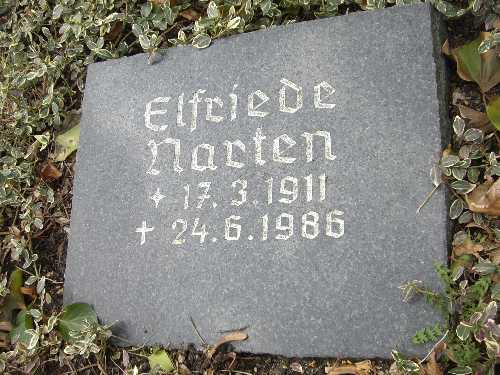 Elfriede
Narten
✦ 17.3.1911
✝ 24.6.1986